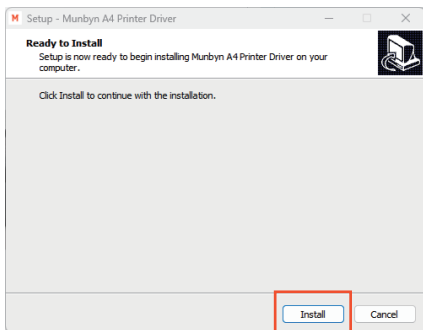 M Setup - Munbyn A4 Printer Driver
Ready to Install
Setup is now ready to begin installing Munbyn A4 Printer Driver on your
computer.
Click Install to continue with the installation.
Install Cancel